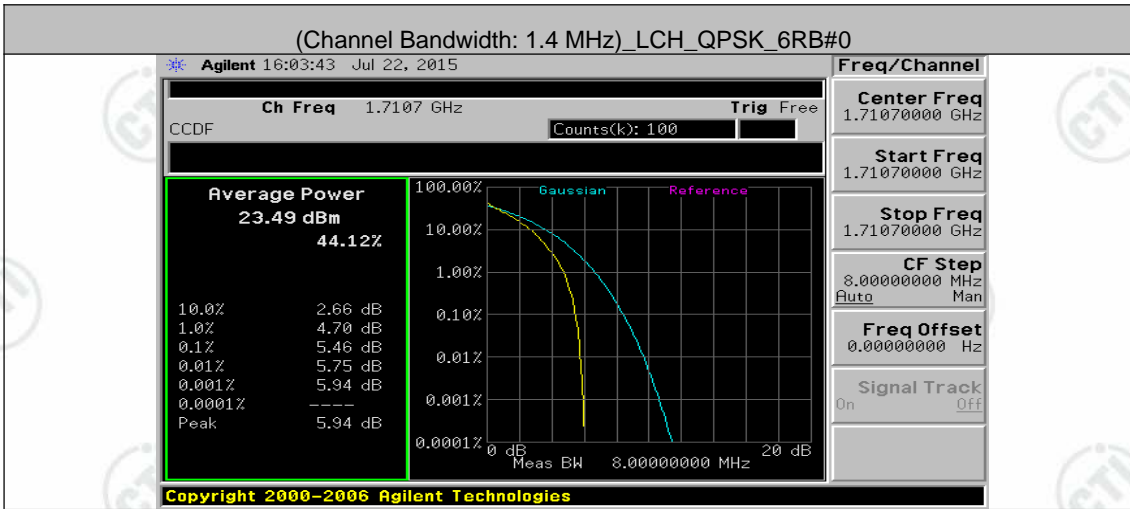 (Channel Bandwidth: 1.4 MHz)_LCH_QPSK_6RB#0
Agilent 16:03:43 Jul 22, 2015
Freq/Channel
Ch Freq 1.7107 GHz Trig Free
CCDF Counts(k): 100
Average Power
23.49 dBm
44.12%
10.0% 2.66 dB
1.0% 4.70 dB
0.1% 5.46 dB
0.01% 5.75 dB
0.001% 5.94 dB
0.0001% ----
Peak 5.94 dB
Gaussian Reference
100.00%
10.00%
1.00%
0.10%
0.01%
0.001%
0.0001%
0 dB 20 dB
Meas BW 8.00000000 MHz
Center Freq
1.71070000 GHz
Start Freq
1.71070000 GHz
Stop Freq
1.71070000 GHz
CF Step
8.00000000 MHz
Auto Man
Freq Offset
0.00000000 Hz
Signal Track
On Off
Copyright 2000-2006 Agilent Technologies
CTI
CTI
CTI
CTI